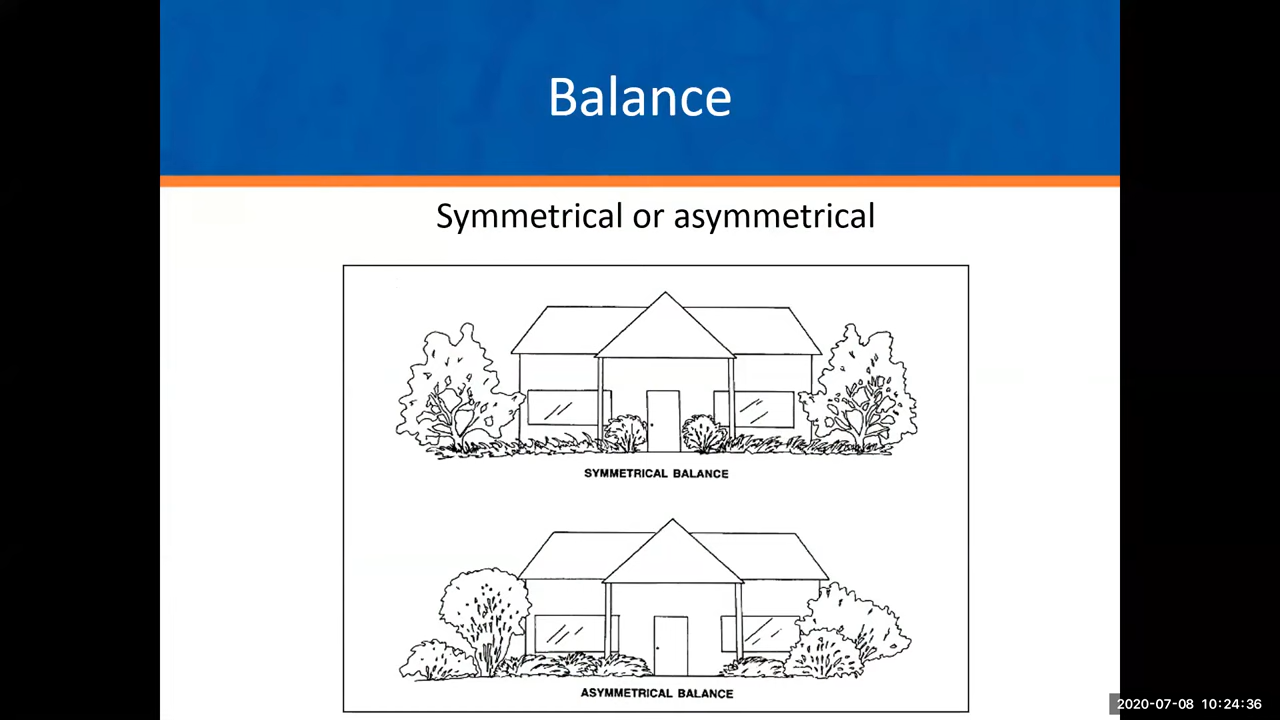 Balance
Symmetrical or asymmetrical
SYMMETRICAL BALANCE
ASYMMETRICAL BALANCE
2020-07-08 10:24:36